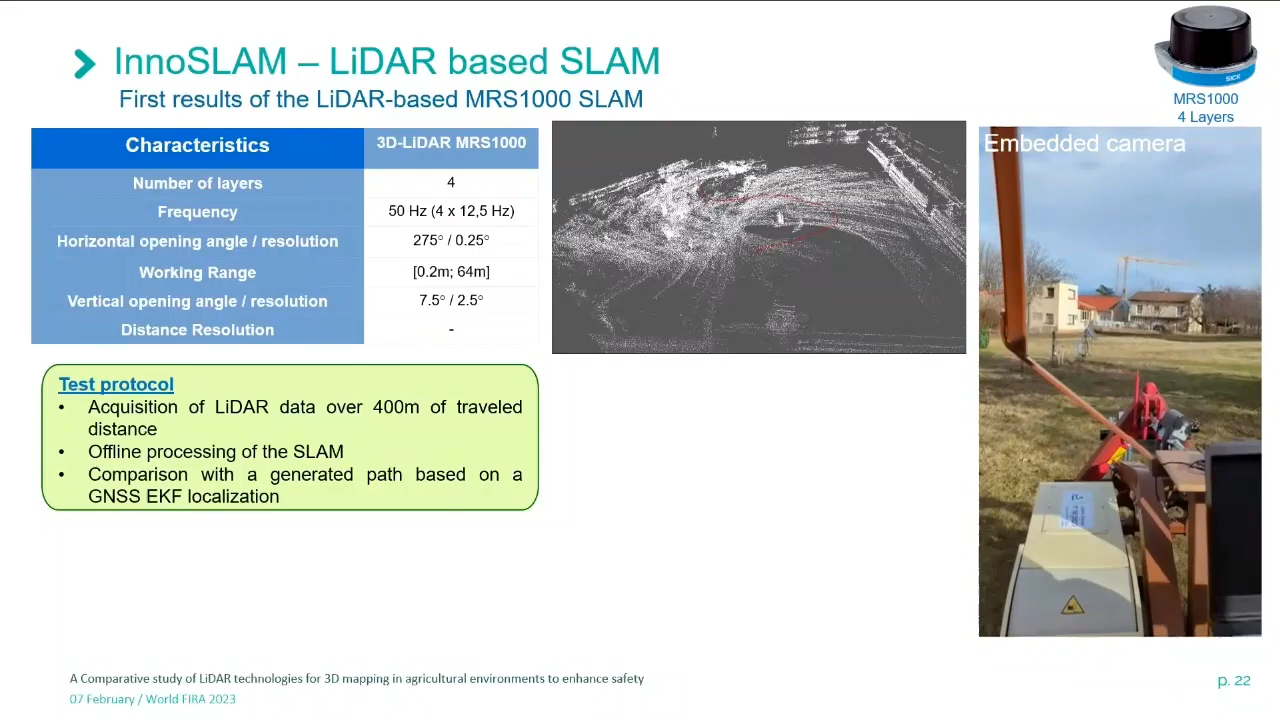 InnoSLAM – LiDAR based SLAM
First results of the LiDAR-based MRS1000 SLAM
SICK
MRS1000
4 Layers
Characteristics
3D-LiDAR MRS1000
Number of layers
4
Frequency
50 Hz (4 x 12,5 Hz)
Horizontal opening angle / resolution
275° / 0.25°
Working Range
[0.2m; 64m]
Vertical opening angle / resolution
7.5° / 2.5°
Distance Resolution
-
Embedded camera
Test protocol
• Acquisition of LiDAR data over 400m of traveled
distance
• Offline processing of the SLAM
• Comparison with a generated path based on a
GNSS EKF localization
A Comparative study of LiDAR technologies for 3D mapping in agricultural environments to enhance safety
07 February / World FIRA 2023
p. 22